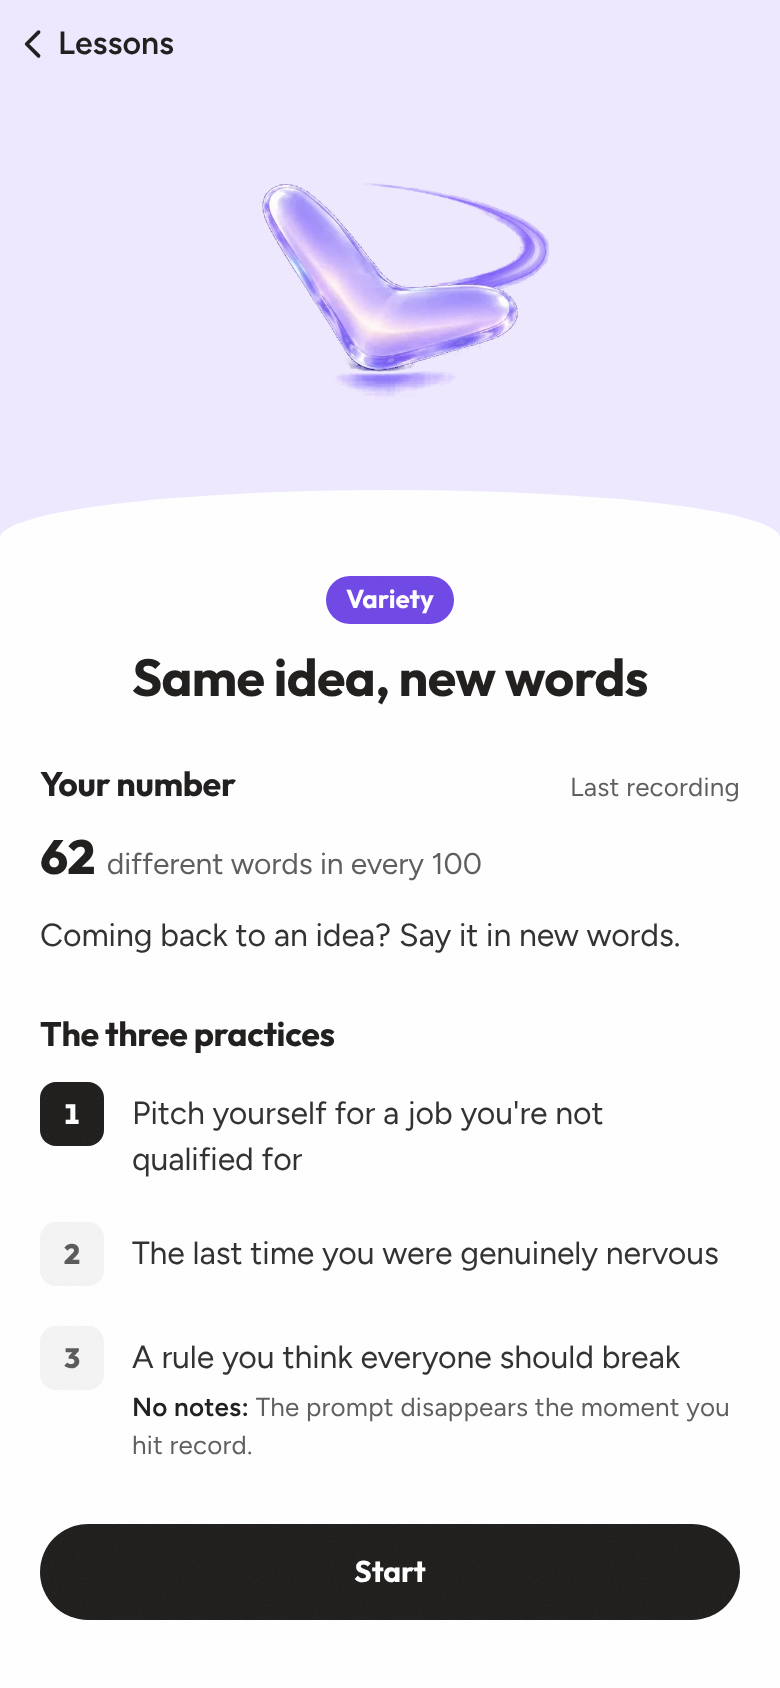 Lessons
Variety
Same idea, new words
Your number
Last recording
62 different words in every 100
Coming back to an idea? Say it in new words.
The three practices
1
Pitch yourself for a job you're not
qualified for
2
The last time you were genuinely nervous
3
A rule you think everyone should break
No notes: The prompt disappears the moment you
hit record.
Start